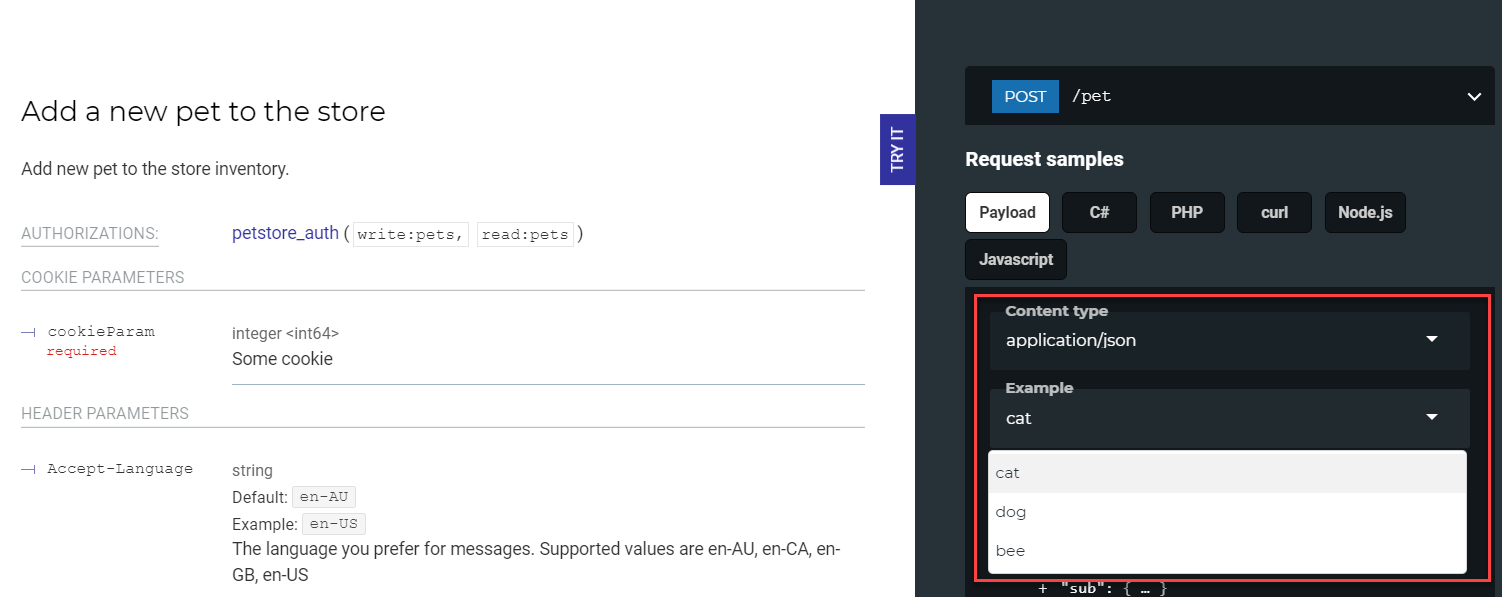 Add a new pet to the store
Add new pet to the store inventory.
AUTHORIZATIONS:
petstore_auth ( write:pets, read:pets )
COOKIE PARAMETERS
cookieParam
required
integer <int64>
Some cookie
HEADER PARAMETERS
Accept-Language
string
Default: en-AU
Example: en-US
The language you prefer for messages. Supported values are en-AU, en-CA, en-
GB, en-US
TRY IT
POST /pet
Request samples
Payload C# PHP curl Node.js
Javascript
Content type
application/json
Example
cat
cat
dog
bee
+ "sub": { … }